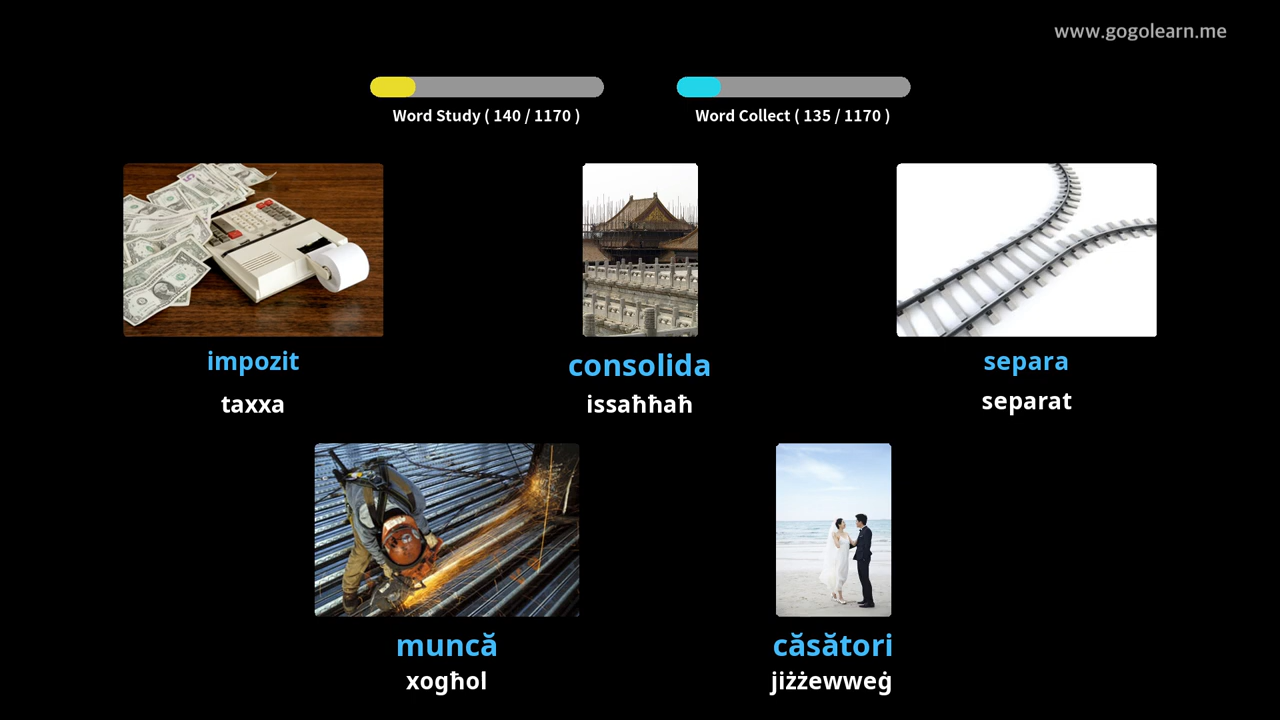 www.gogolearn.me
Word Study ( 140 / 1170 )
Word Collect ( 135 / 1170 )
impozit
taxxa
consolida
issaħħaħ
separa
separat
muncă
xogħol
căsători
jiżżewweġ